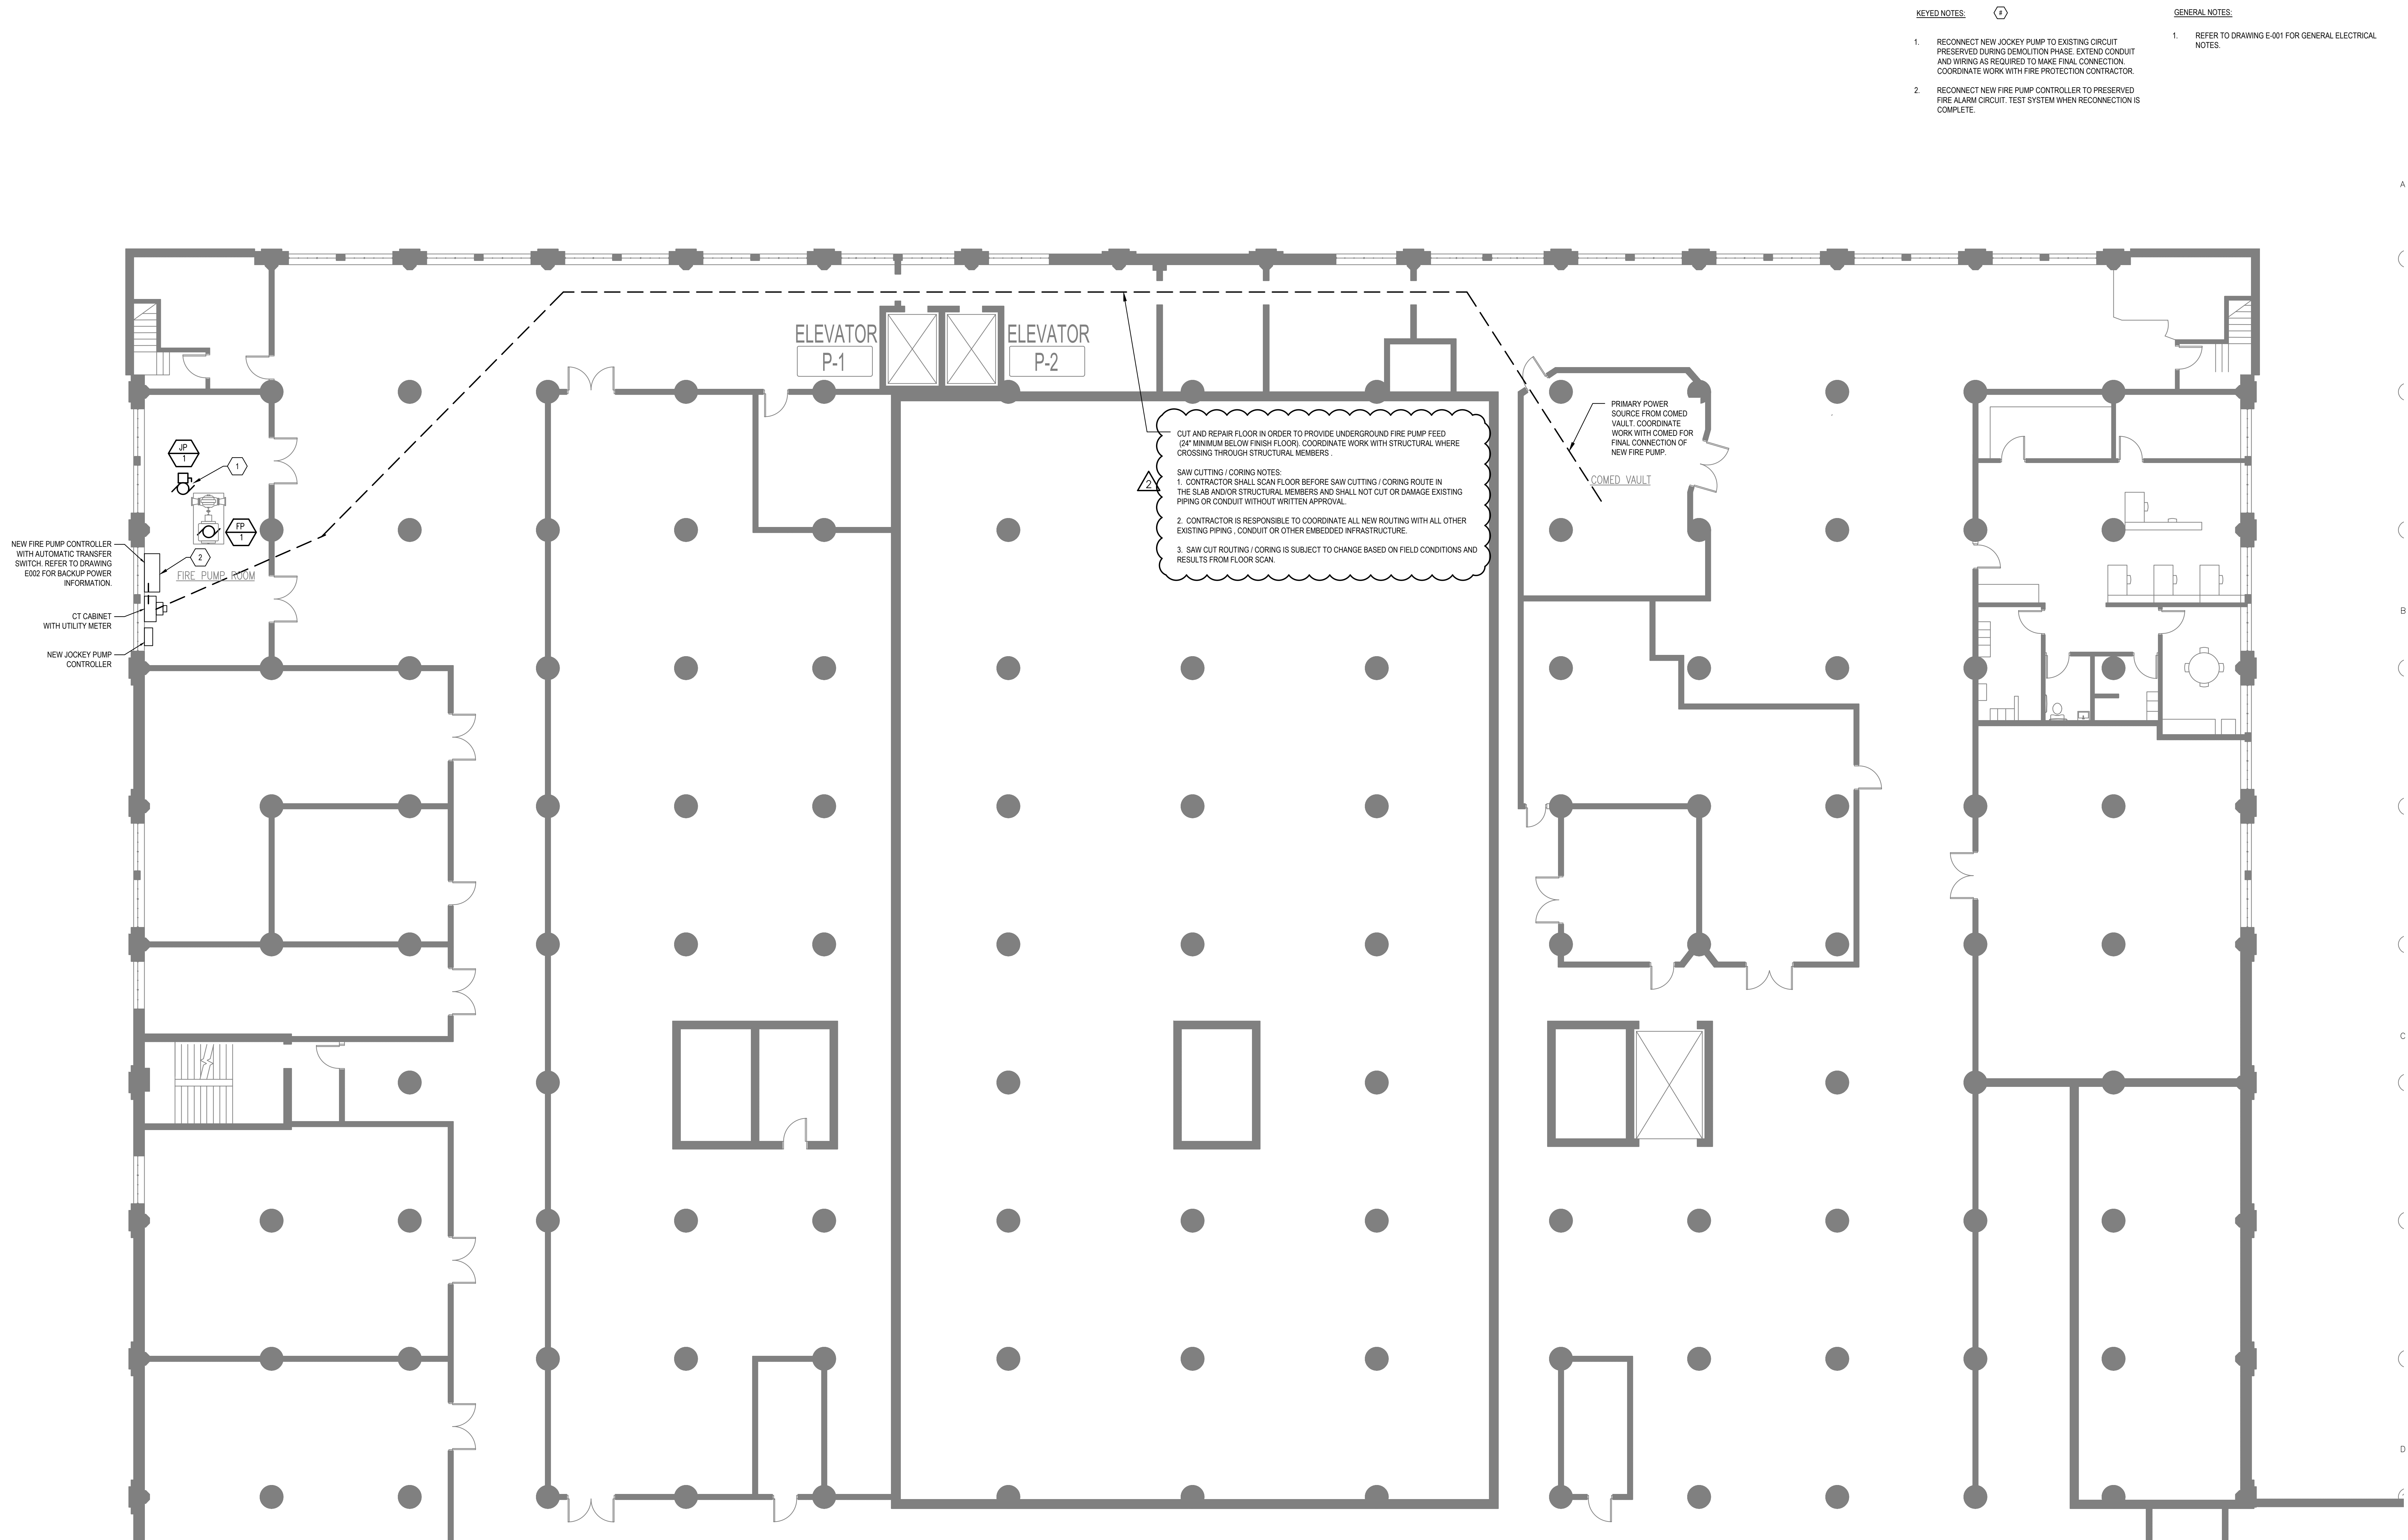 KEYED NOTES:
#
1. RECONNECT NEW JOCKEY PUMP TO EXISTING CIRCUIT
PRESERVED DURING DEMOLITION PHASE. EXTEND CONDUIT
AND WIRING AS REQUIRED TO MAKE FINAL CONNECTION.
COORDINATE WORK WITH FIRE PROTECTION CONTRACTOR.
2. RECONNECT NEW FIRE PUMP CONTROLLER TO PRESERVED
FIRE ALARM CIRCUIT. TEST SYSTEM WHEN RECONNECTION IS
COMPLETE.
GENERAL NOTES:
1. REFER TO DRAWING E-001 FOR GENERAL ELECTRICAL
NOTES.
A
ELEVATOR
P-1
ELEVATOR
P-2
PRIMARY POWER
SOURCE FROM COMED
VAULT. COORDINATE
WORK WITH COMED FOR
FINAL CONNECTION OF
NEW FIRE PUMP.
COMED VAULT
CUT AND REPAIR FLOOR IN ORDER TO PROVIDE UNDERGROUND FIRE PUMP FEED
(24" MINIMUM BELOW FINISH FLOOR). COORDINATE WORK WITH STRUCTURAL WHERE
CROSSING THROUGH STRUCTURAL MEMBERS .
SAW CUTTING / CORING NOTES:
1. CONTRACTOR SHALL SCAN FLOOR BEFORE SAW CUTTING / CORING ROUTE IN
THE SLAB AND/OR STRUCTURAL MEMBERS AND SHALL NOT CUT OR DAMAGE EXISTING
PIPING OR CONDUIT WITHOUT WRITTEN APPROVAL.
2. CONTRACTOR IS RESPONSIBLE TO COORDINATE ALL NEW ROUTING WITH ALL OTHER
EXISTING PIPING , CONDUIT OR OTHER EMBEDDED INFRASTRUCTURE.
3. SAW CUT ROUTING / CORING IS SUBJECT TO CHANGE BASED ON FIELD CONDITIONS AND
RESULTS FROM FLOOR SCAN.
2
JP
1
1
FP
1
2
FIRE PUMP ROOM
NEW FIRE PUMP CONTROLLER
WITH AUTOMATIC TRANSFER
SWITCH. REFER TO DRAWING
E002 FOR BACKUP POWER
INFORMATION.
CT CABINET
WITH UTILITY METER
NEW JOCKEY PUMP
CONTROLLER
B
C
D